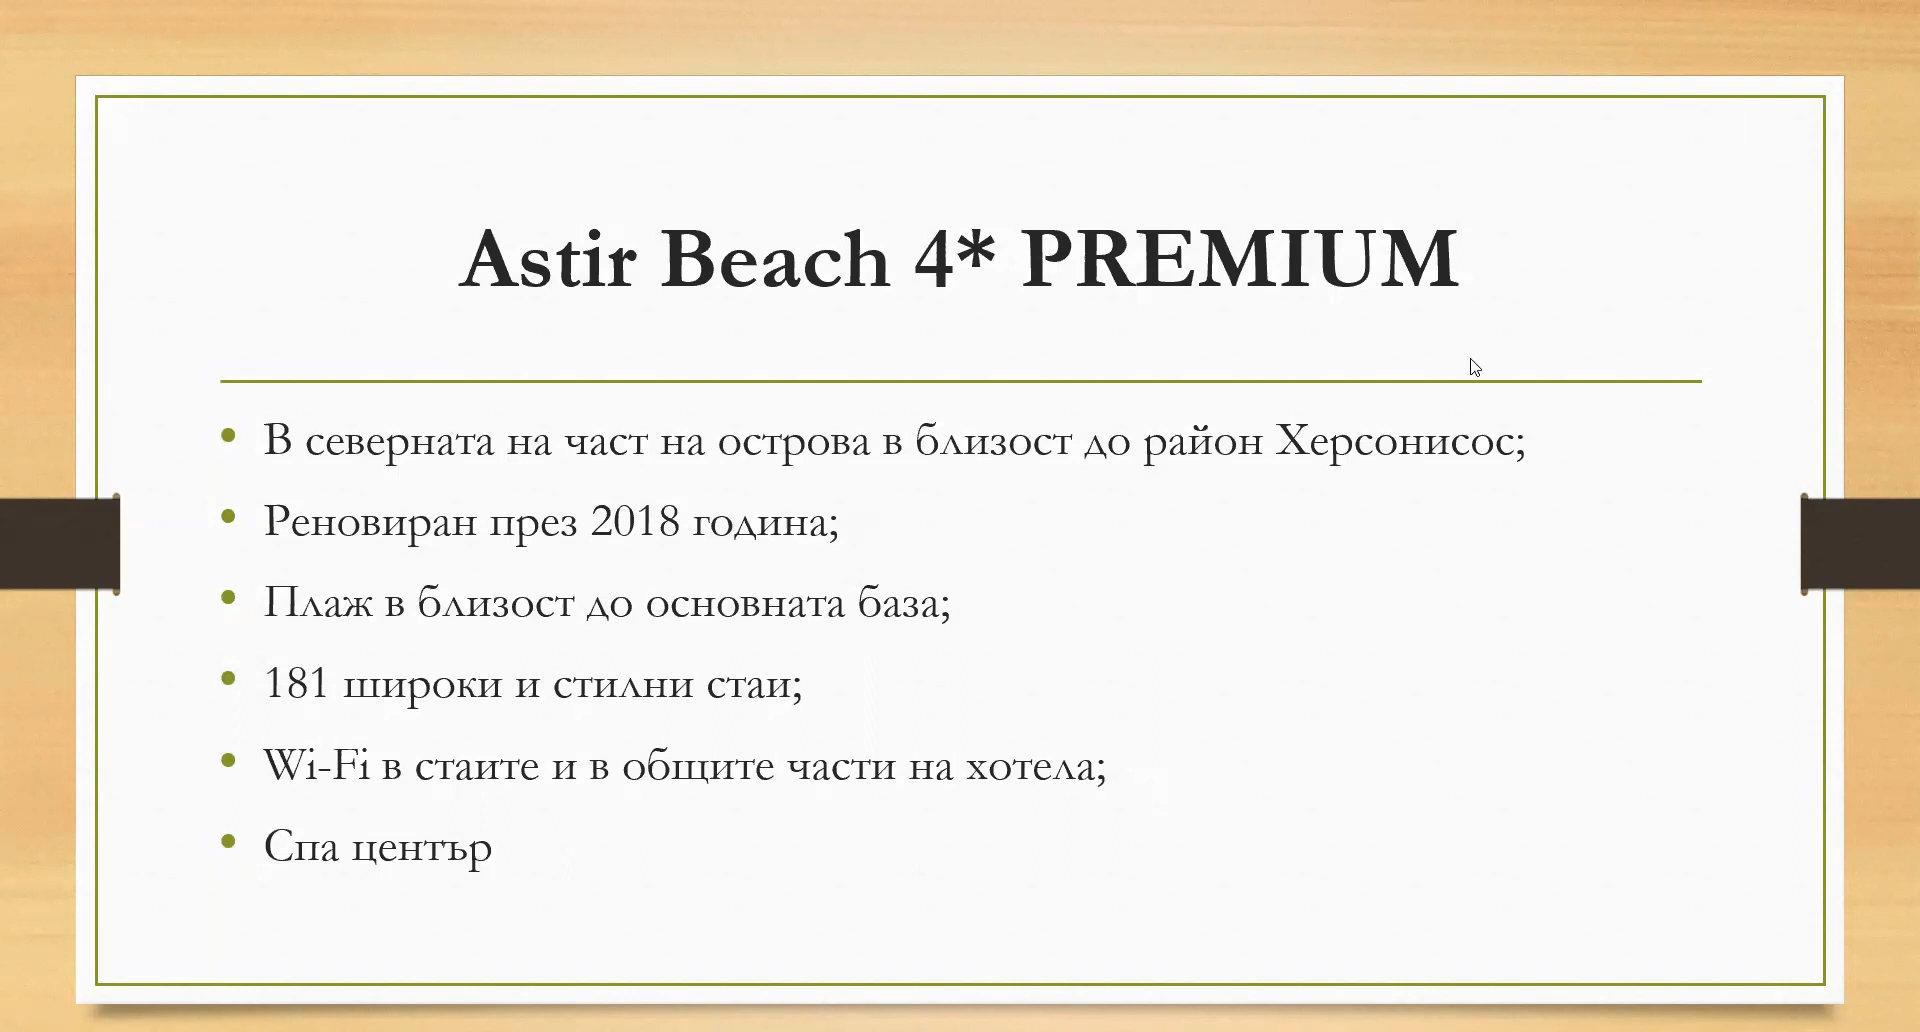 Astir Beach 4* PREMIUM
• В северната на част на острова в близост до район Херсонисос;
• Реновиран през 2018 година;
• Плаж в близост до основната база;
• 181 широки и стилни стаи;
• Wi-Fi в стаите и в общите части на хотела;
• Спа център